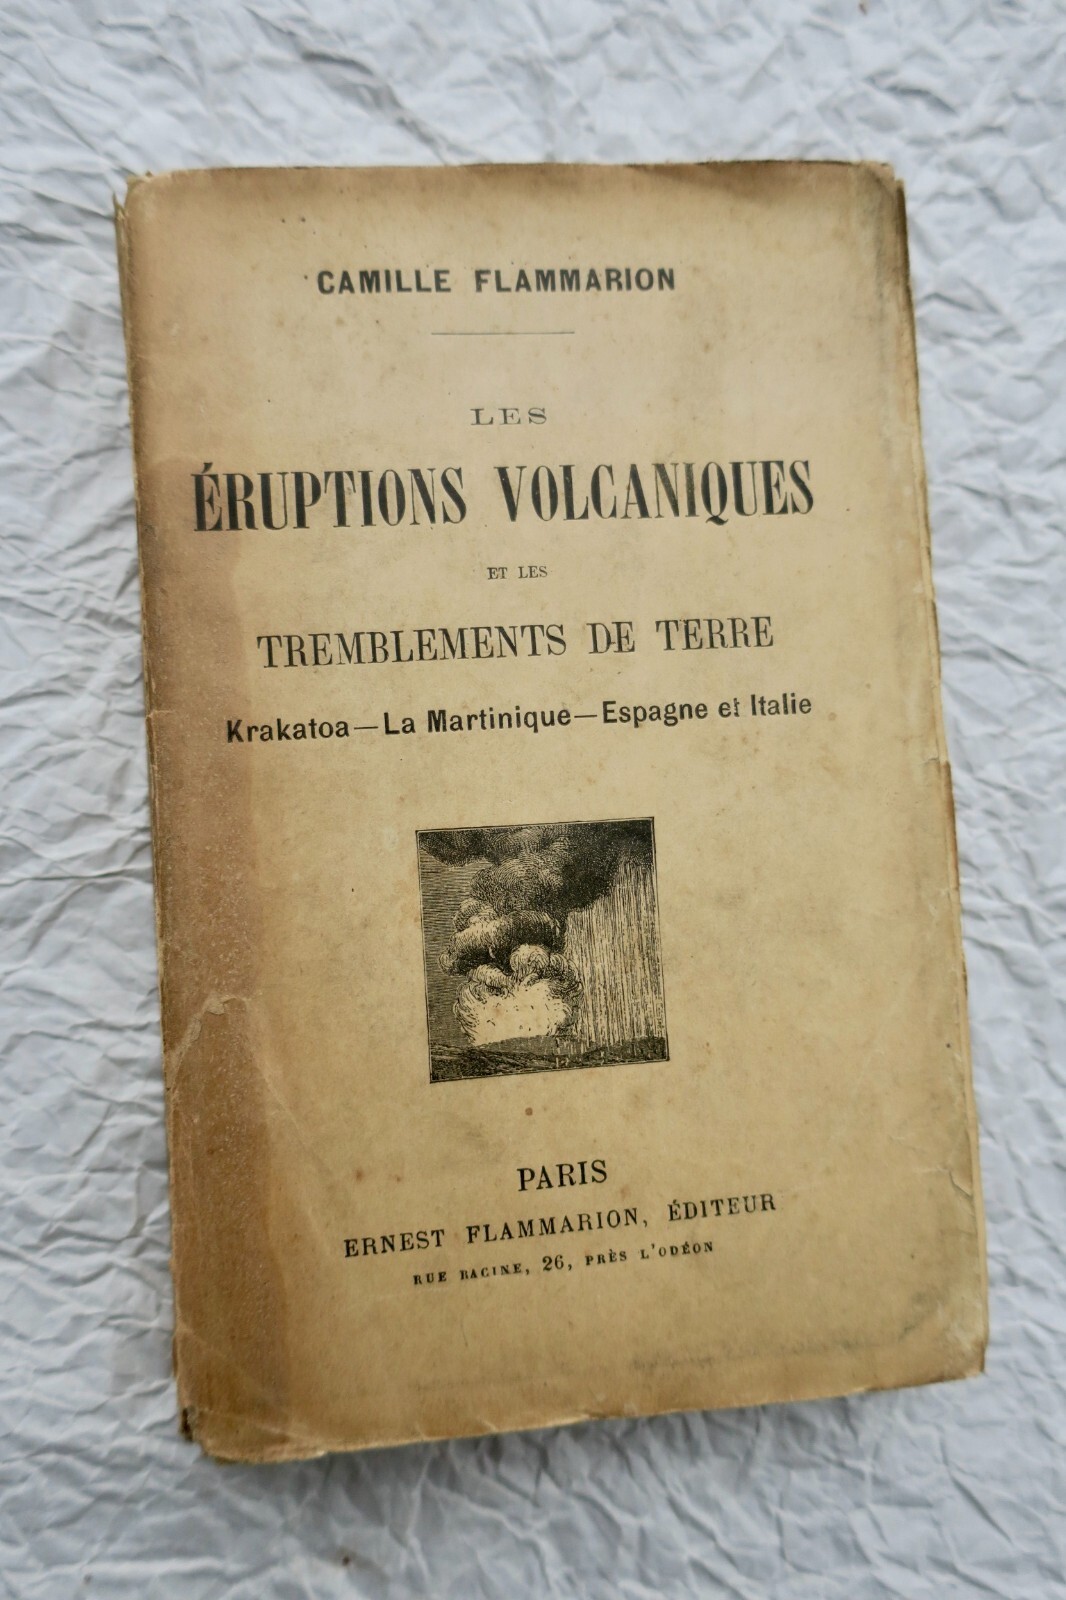 CAMILLE FLAMMARION
LES
ÉRUPTIONS VOLCANIQUES
ET LES
TREMBLEMENTS DE TERRE
Krakatoa—La Martinique—Espagne et Italie
PARIS
ERNEST FLAMMARION, ÉDITEUR
RUE RACINE, 26, PRÈS L'ODÉON